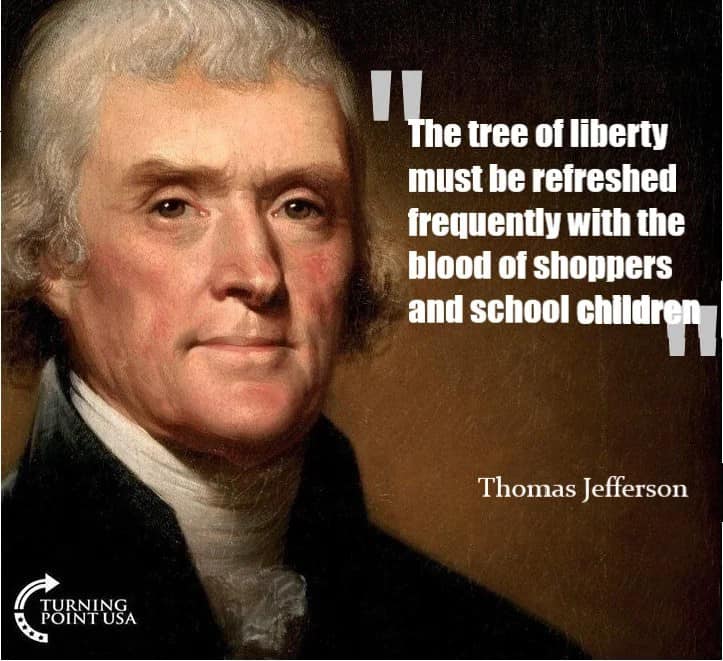 "The tree of liberty
must be refreshed
frequently with the
blood of shoppers
and school children"
Thomas Jefferson
TURNING
POINT USA